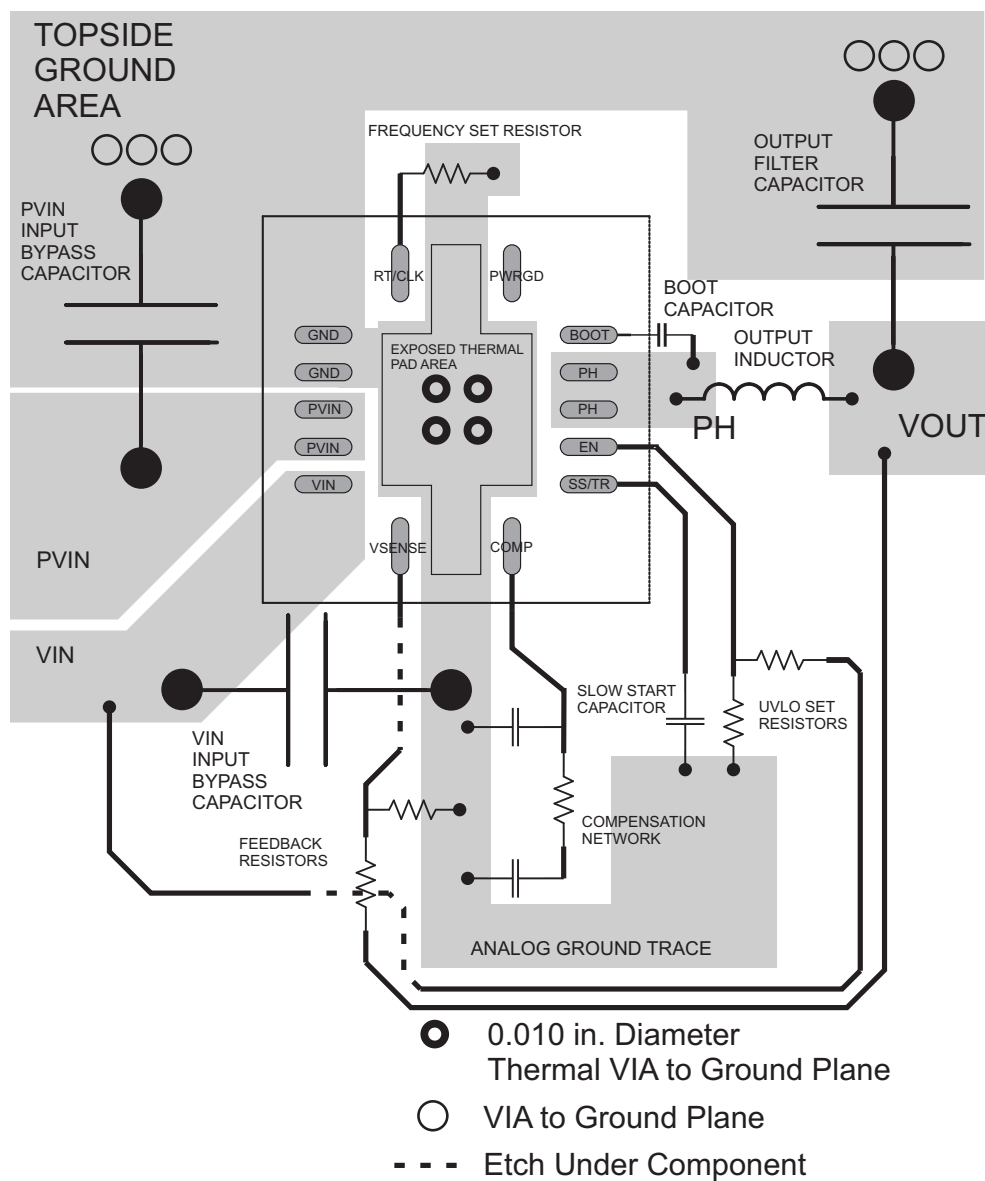 TOPSIDE
GROUND
AREA
FREQUENCY SET RESISTOR
OUTPUT
FILTER
CAPACITOR
PVIN
INPUT
BYPASS
CAPACITOR
RT/CLK
PWRGD
BOOT
CAPACITOR
GND
BOOT
OUTPUT
INDUCTOR
EXPOSED THERMAL
PAD AREA
GND
PH
PVIN
PH
PH
VOUT
PVIN
EN
VIN
SS/TR
VSENSE
COMP
PVIN
VIN
SLOW START
CAPACITOR
UVLO SET
RESISTORS
VIN
INPUT
BYPASS
CAPACITOR
COMPENSATION
NETWORK
FEEDBACK
RESISTORS
ANALOG GROUND TRACE
0.010 in. Diameter
Thermal VIA to Ground Plane
VIA to Ground Plane
Etch Under Component